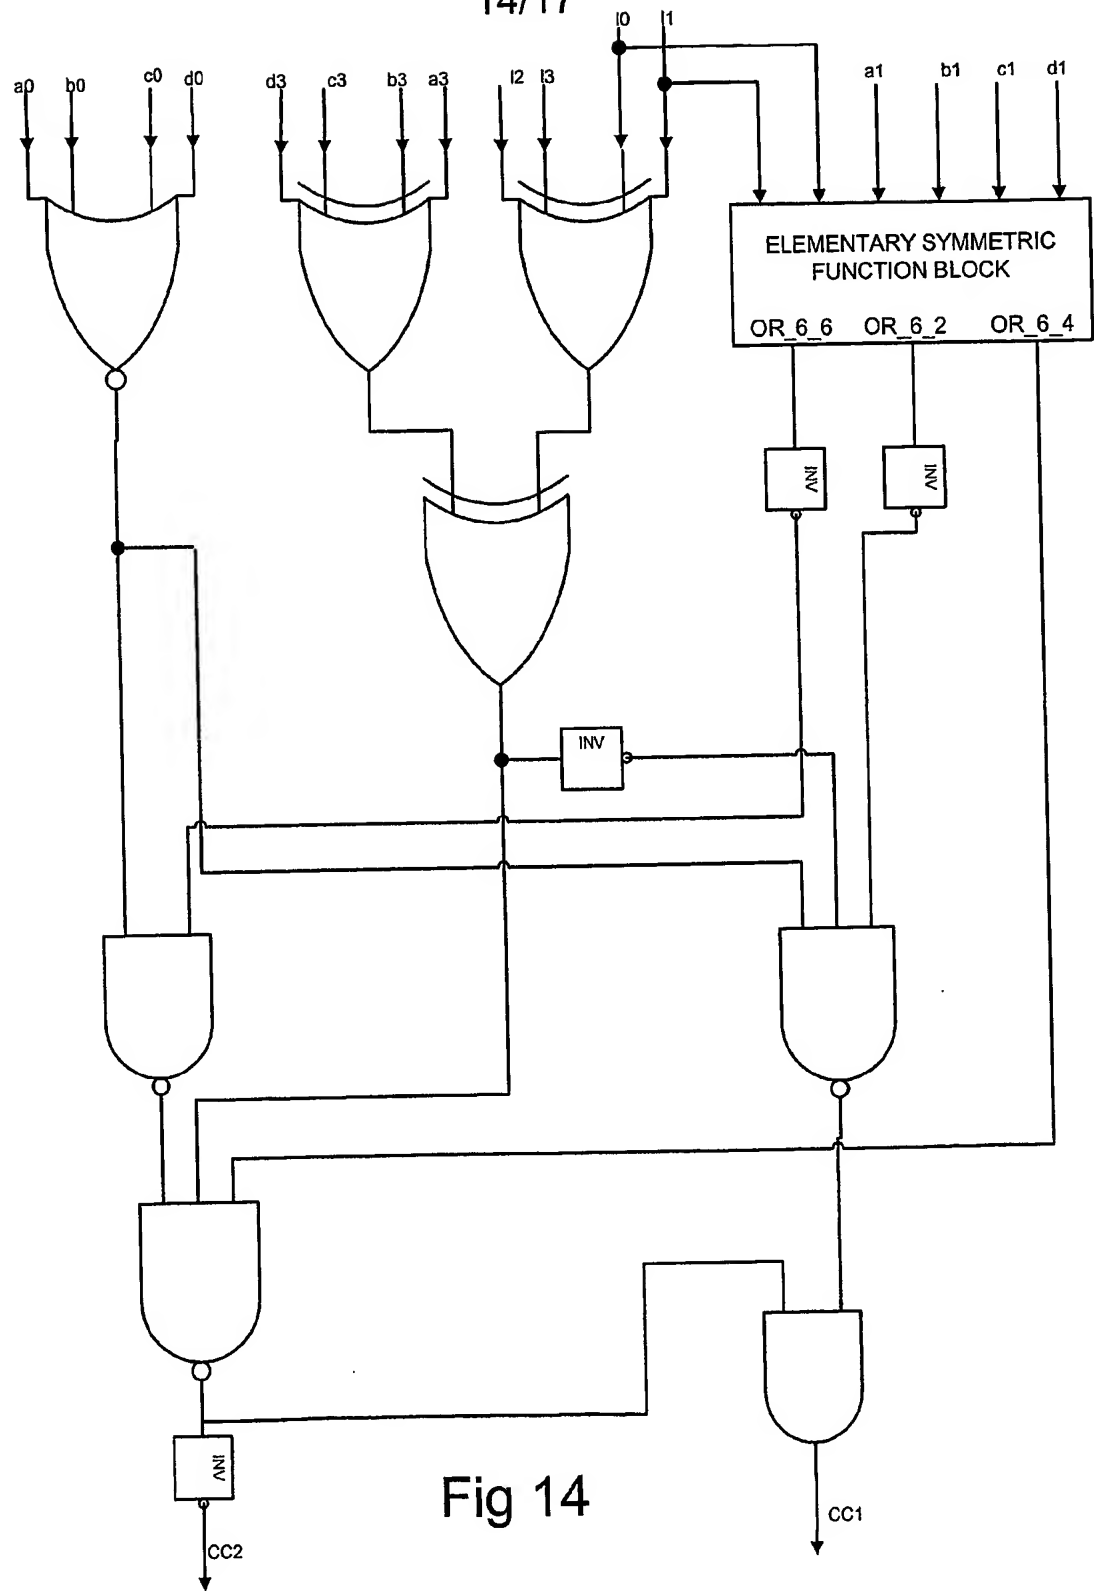 14/17
I0 I1
a0 b0 c0 d0 d3 c3 b3 a3 I2 I3 a1 b1 c1 d1
ELEMENTARY SYMMETRIC
FUNCTION BLOCK
OR_6_6 OR_6_2 OR_6_4
INV INV
INV
INV
Fig 14
CC1
CC2